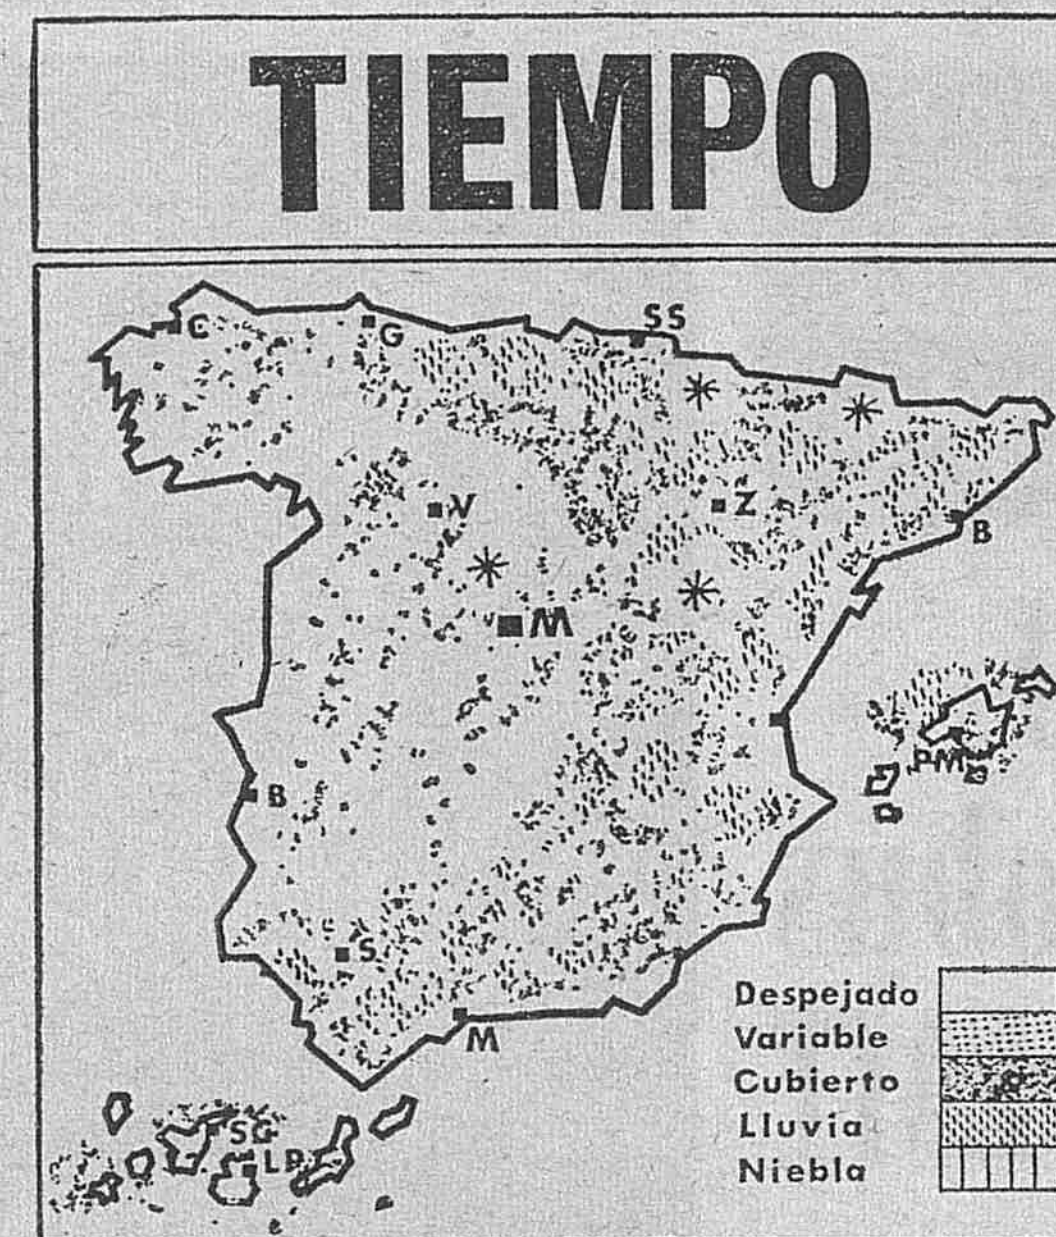 TIEMPO
SS
C
G
V
Z
B
M
PM
B
S
M
Despejado
Variable
Cubierto
Lluvia
Niebla
SC
LP